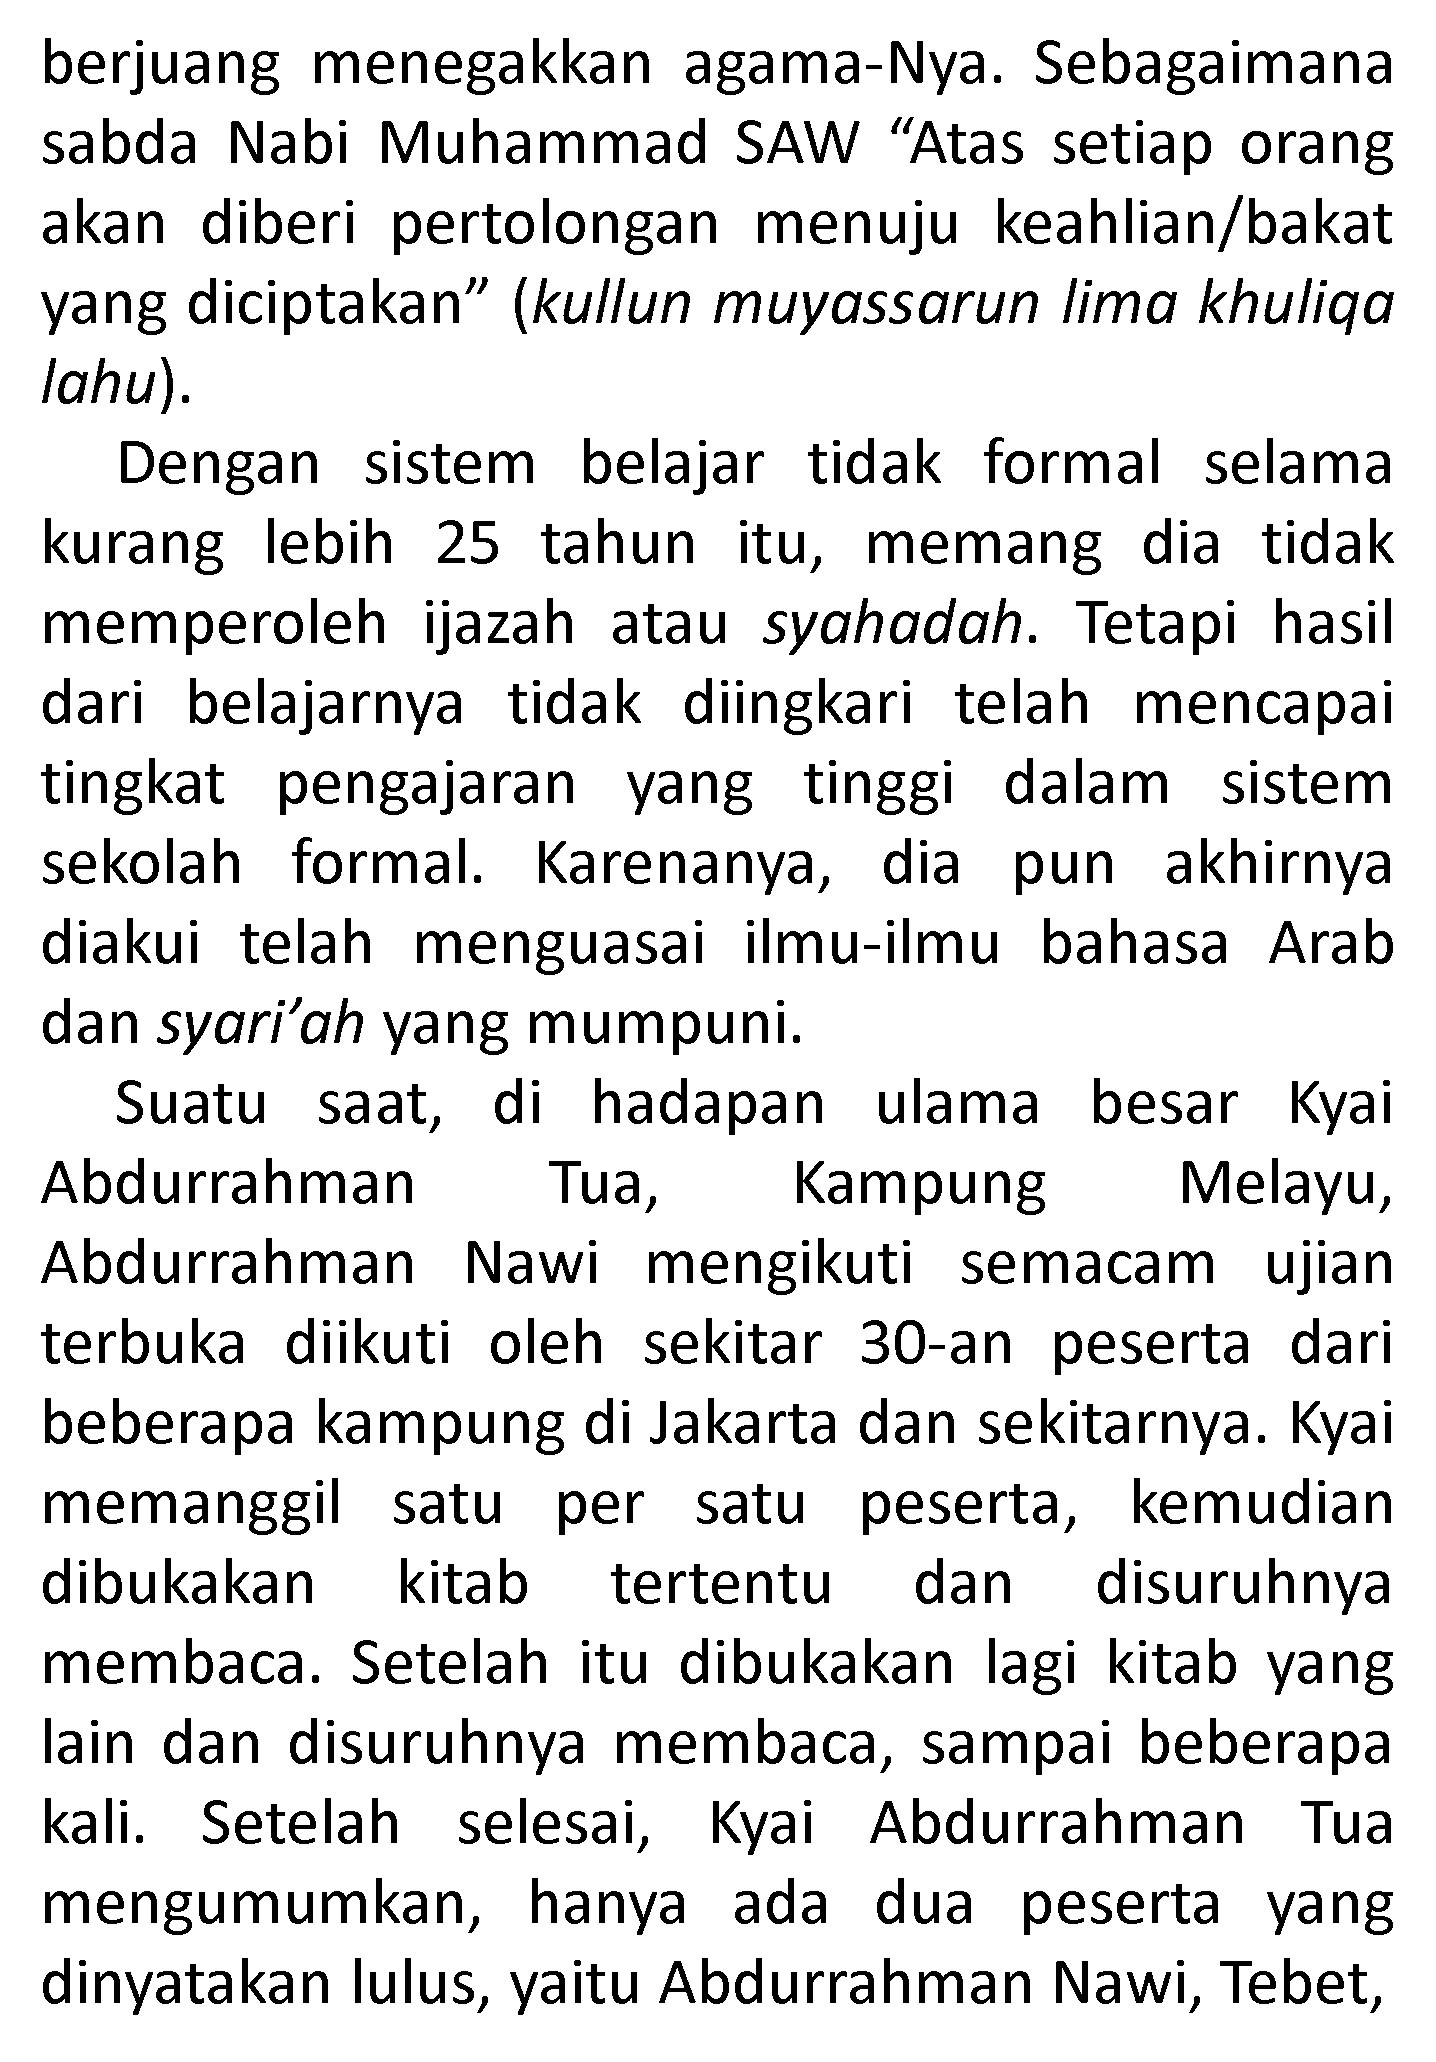 berjuang menegakkan agama-Nya. Sebagaimana
sabda Nabi Muhammad SAW “Atas setiap orang
akan diberi pertolongan menuju keahlian/bakat
yang diciptakan” (kullun muyassarun lima khuliqa
lahu).
Dengan sistem belajar tidak formal selama
kurang lebih 25 tahun itu, memang dia tidak
memperoleh ijazah atau syahadah. Tetapi hasil
dari belajarnya tidak diingkari telah mencapai
tingkat pengajaran yang tinggi dalam sistem
sekolah formal. Karenanya, dia pun akhirnya
diakui telah menguasai ilmu-ilmu bahasa Arab
dan syari’ah yang mumpuni.
Suatu saat, di hadapan ulama besar Kyai
Abdurrahman Tua, Kampung Melayu,
Abdurrahman Nawi mengikuti semacam ujian
terbuka diikuti oleh sekitar 30-an peserta dari
beberapa kampung di Jakarta dan sekitarnya. Kyai
memanggil satu per satu peserta, kemudian
dibukakan kitab tertentu dan disuruhnya
membaca. Setelah itu dibukakan lagi kitab yang
lain dan disuruhnya membaca, sampai beberapa
kali. Setelah selesai, Kyai Abdurrahman Tua
mengumumkan, hanya ada dua peserta yang
dinyatakan lulus, yaitu Abdurrahman Nawi, Tebet,